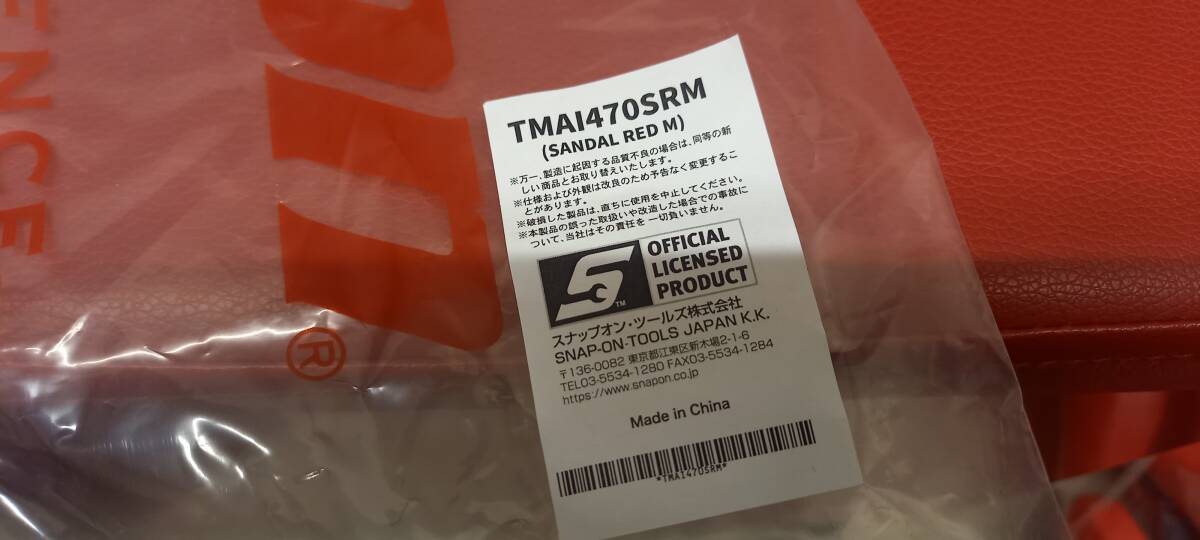 ENCE
®
TMAI470SRM
(SANDAL RED M)
※万一、製造に起因する品質不良の場合は、同等の新
しい商品とお取り替えいたします。
※仕様および外観は改良のため予告なく変更するこ
とがあります。
※破損した製品は、直ちに使用を中止してください。
※本製品の誤った取扱いや改造した場合での事故に
ついて、当社はその責任を一切負いません。
S™
OFFICIAL
LICENSED
PRODUCT
スナップオン・ツールズ株式会社
SNAP-ON TOOLS JAPAN K.K.
〒136-0082 東京都江東区新木場2-1-6
TEL03-5534-1280 FAX03-5534-1284
https://www.snapon.co.jp
Made in China
*TMAI470SRM*